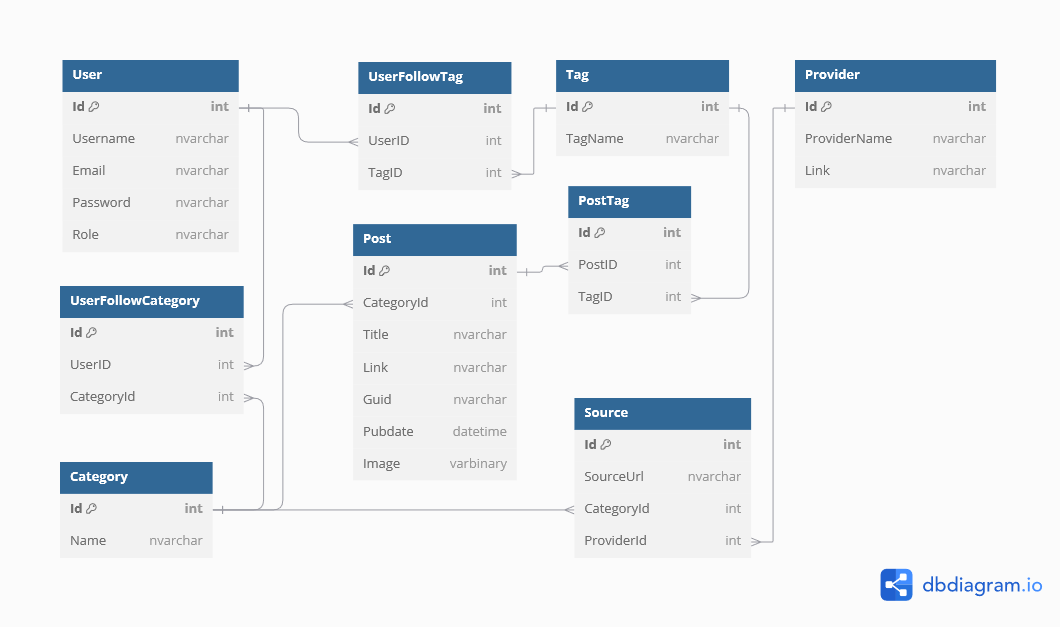 User
Id int
Username nvarchar
Email nvarchar
Password nvarchar
Role nvarchar
UserFollowTag
Id int
UserID int
TagID int
Tag
Id int
TagName nvarchar
Provider
Id int
ProviderName nvarchar
Link nvarchar
PostTag
Id int
PostID int
TagID int
Post
Id int
CategoryId int
Title nvarchar
Link nvarchar
Guid nvarchar
Pubdate datetime
Image varbinary
UserFollowCategory
Id int
UserID int
CategoryId int
Source
Id int
SourceUrl nvarchar
CategoryId int
ProviderId int
Category
Id int
Name nvarchar
dbdiagram.io